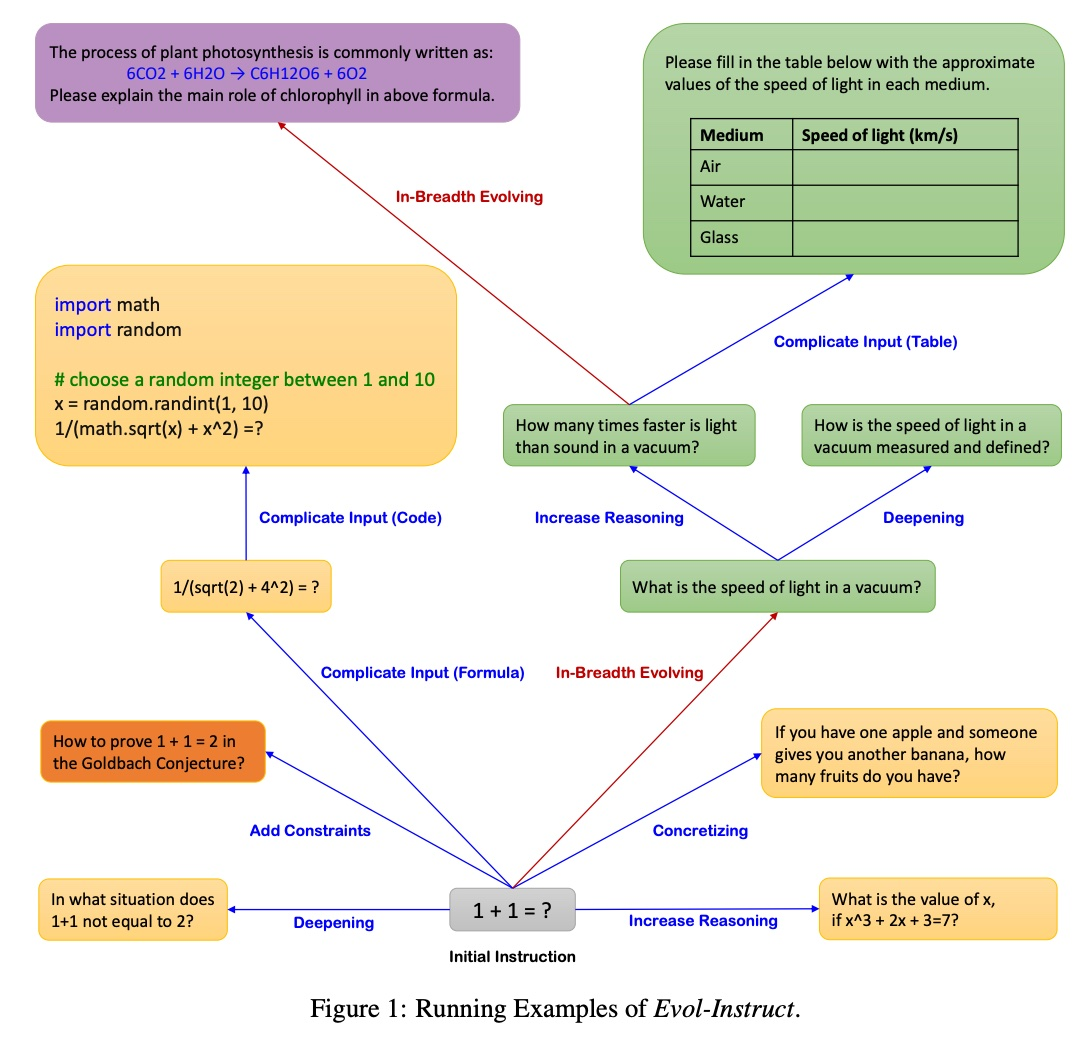 The process of plant photosynthesis is commonly written as:
6CO2 + 6H2O → C6H12O6 + 6O2
Please explain the main role of chlorophyll in above formula.
Please fill in the table below with the approximate
values of the speed of light in each medium.
Medium Speed of light (km/s)
Air
Water
Glass
In-Breadth Evolving
import math
import random
# choose a random integer between 1 and 10
x = random.randint(1, 10)
1/(math.sqrt(x) + x^2) =?
Complicate Input (Table)
How many times faster is light
than sound in a vacuum?
How is the speed of light in a
vacuum measured and defined?
Complicate Input (Code)
Increase Reasoning
Deepening
1/(sqrt(2) + 4^2) = ?
What is the speed of light in a vacuum?
Complicate Input (Formula)
In-Breadth Evolving
How to prove 1 + 1 = 2 in
the Goldbach Conjecture?
If you have one apple and someone
gives you another banana, how
many fruits do you have?
Add Constraints
Concretizing
In what situation does
1+1 not equal to 2?
Deepening
1 + 1 = ?
Increase Reasoning
What is the value of x,
if x^3 + 2x + 3=7?
Initial Instruction
Figure 1: Running Examples of Evol-Instruct.